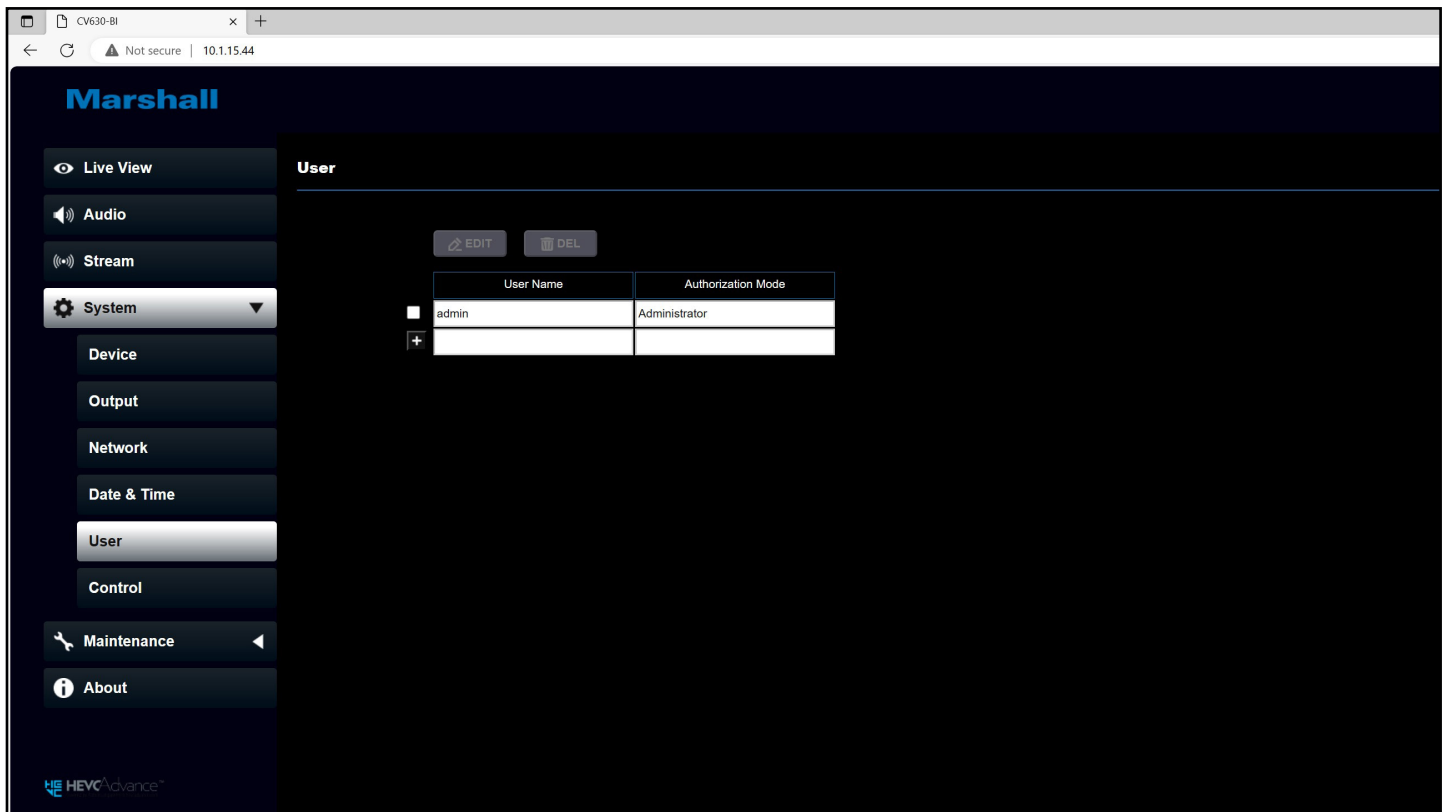 CV630-BI
Not secure | 10.1.15.44
Marshall
Live View
Audio
Stream
System
Device
Output
Network
Date & Time
User
Control
Maintenance
About
HEVC Advance™
User
EDIT DEL
User Name Authorization Mode
admin Administrator